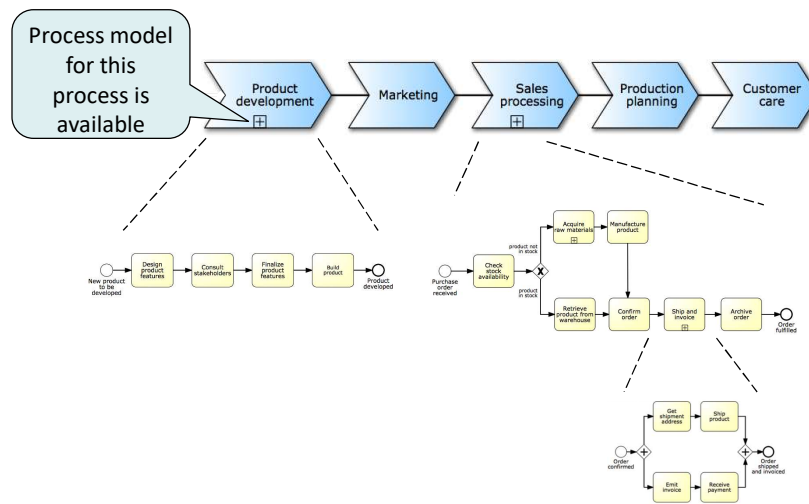 Process model
for this
process is
available
Product
development
Marketing
Sales
processing
Production
planning
Customer
care
New product
to be
developed
Design
product
features
Consult
stakeholders
Finalize
product
features
Build
product
Product
developed
Purchase
order
received
Check
stock
availability
product not
in stock
product
in stock
Acquire
raw materials
Manufacture
product
Retrieve
product from
warehouse
Confirm
order
Ship and
invoice
Archive
order
Order
fulfilled
Order
confirmed
Get
shipment
address
Ship
product
Emit
invoice
Receive
payment
Order
shipped
and invoiced